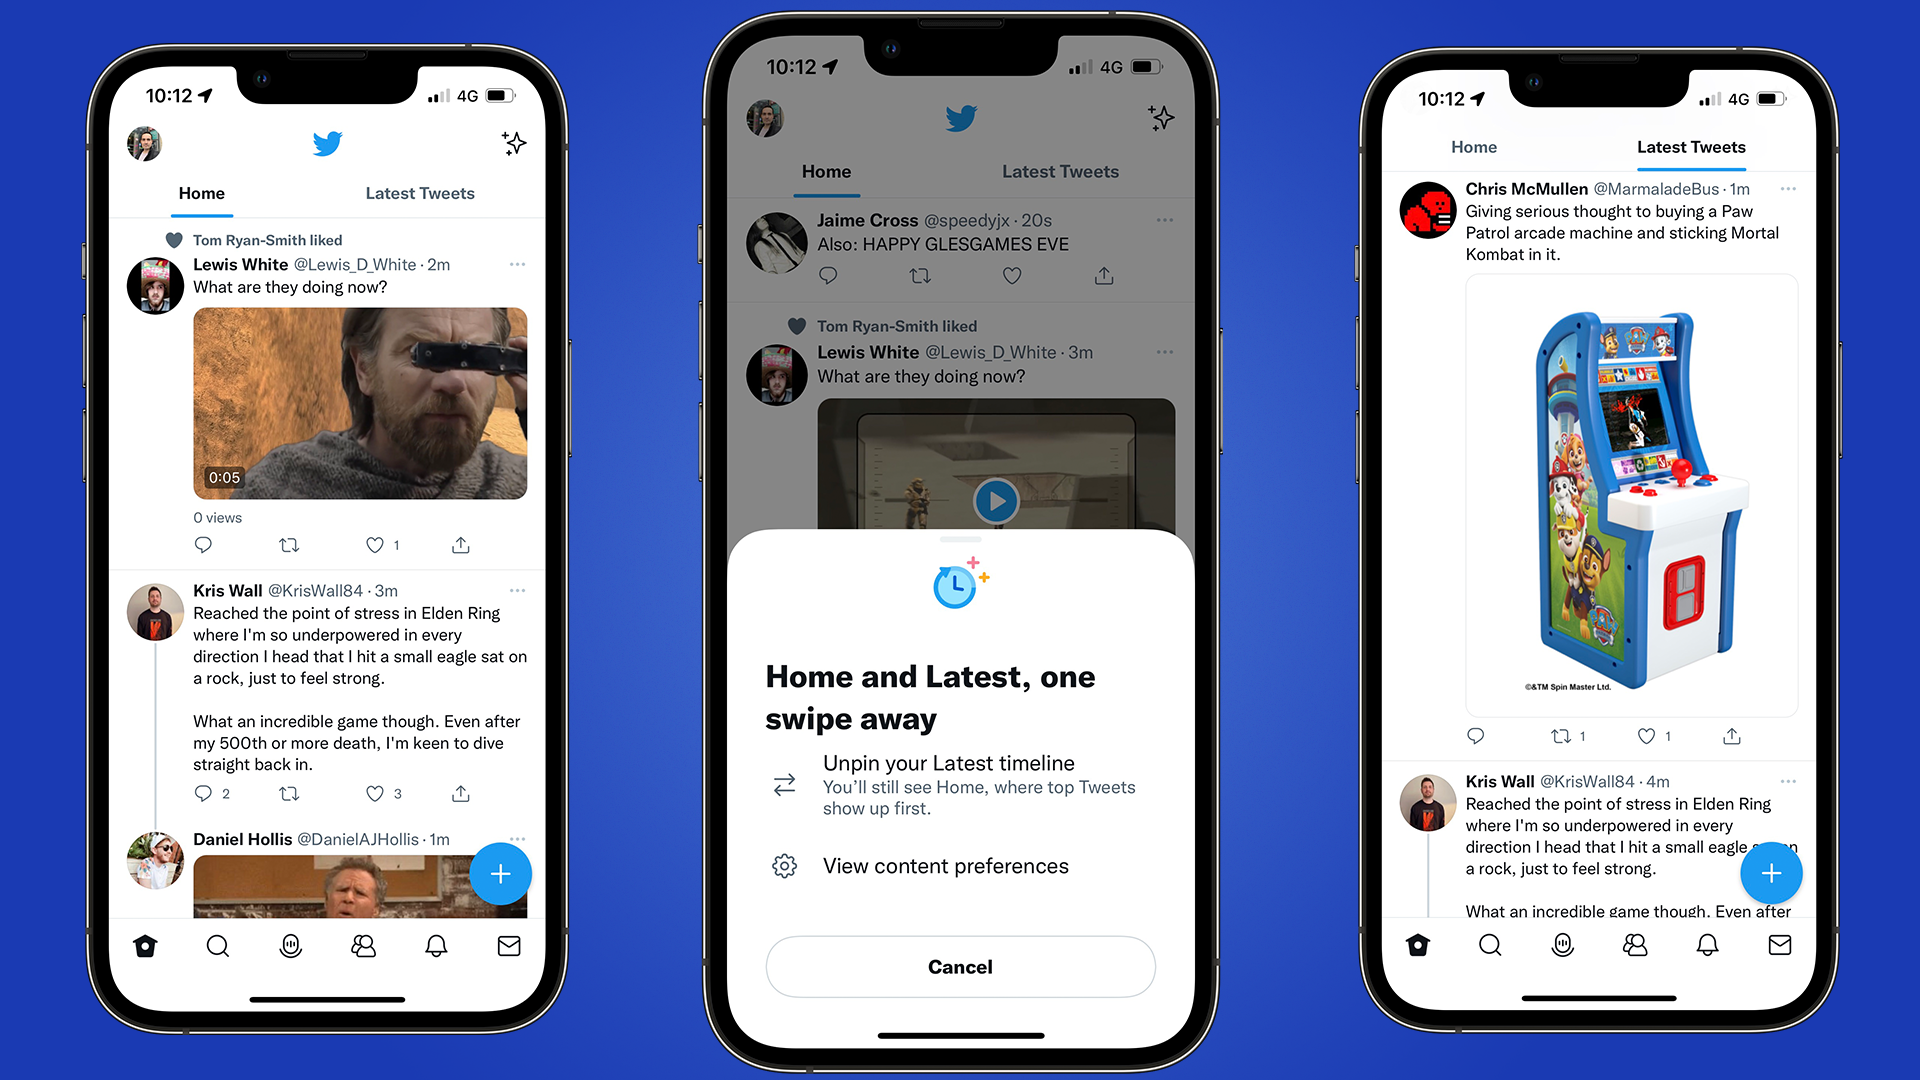 10:12
4G
Home
Latest Tweets
Tom Ryan-Smith liked
Lewis White @Lewis_D_White · 2m
What are they doing now?
0:05
0 views
1
Kris Wall @KrisWall84 · 3m
Reached the point of stress in Elden Ring
where I'm so underpowered in every
direction I head that I hit a small eagle sat on
a rock, just to feel strong.
What an incredible game though. Even after
my 500th or more death, I'm keen to dive
straight back in.
2
3
Daniel Hollis @DanielAJHollis · 1m
10:12
4G
Home
Latest Tweets
Jaime Cross @speedyjx · 20s
Also: HAPPY GLESGAMES EVE
Tom Ryan-Smith liked
Lewis White @Lewis_D_White · 3m
What are they doing now?
Home and Latest, one
swipe away
Unpin your Latest timeline
You’ll still see Home, where top Tweets
show up first.
View content preferences
Cancel
10:12
4G
Home
Latest Tweets
Chris McMullen @MarmaladeBus · 1m
Giving serious thought to buying a Paw
Patrol arcade machine and sticking Mortal
Kombat in it.
PAW
©&TM Spin Master Ltd.
1
1
Kris Wall @KrisWall84 · 4m
Reached the point of stress in Elden Ring
where I'm so underpowered in every
direction I head that I hit a small eagle
a rock, just to feel strong.
What an incredible game though. Even after